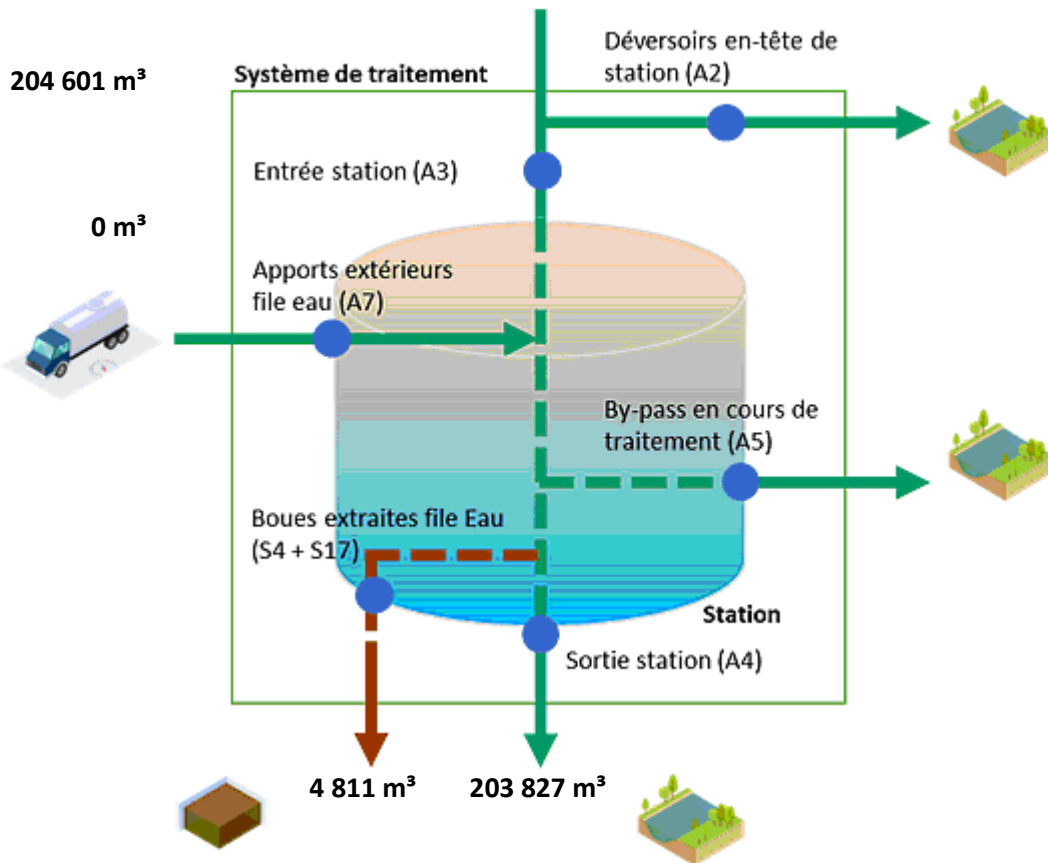 Déversoirs en-tête de
station (A2)
204 601 m³
Système de traitement
Entrée station (A3)
0 m³
Apports extérieurs
file eau (A7)
By-pass en cours de
traitement (A5)
Boues extraites file Eau
(S4 + S17)
Station
Sortie station (A4)
4 811 m³
203 827 m³